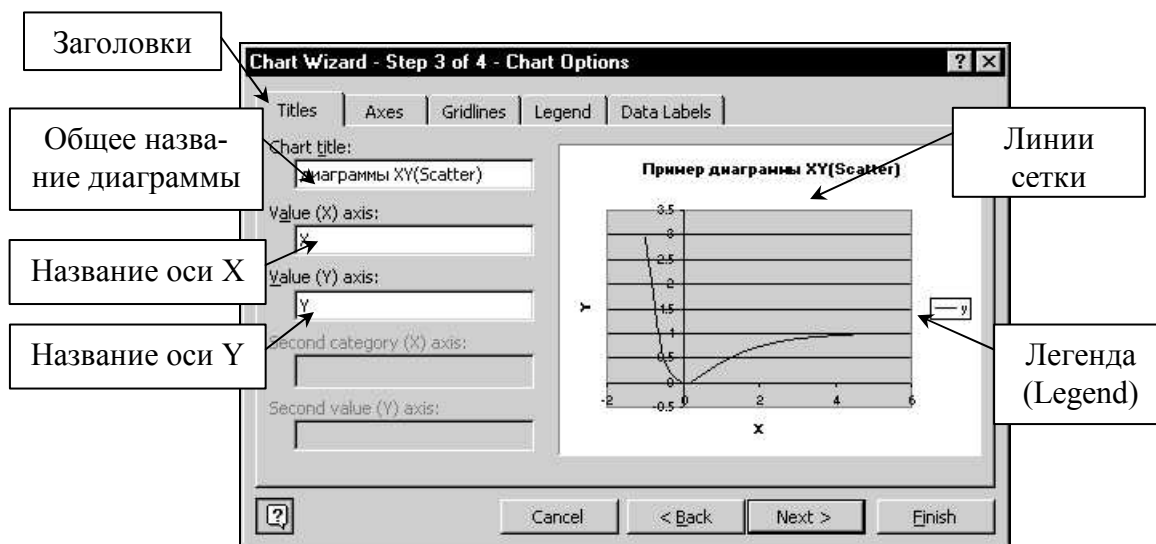 Заголовки
Chart Wizard - Step 3 of 4 - Chart Options
Titles Axes Gridlines Legend Data Labels
Общее назва-
ние диаграммы
Chart title:
диаграммы XY(Scatter)
Value (X) axis:
X
Название оси X
Value (Y) axis:
Y
Название оси Y
Second category (X) axis:
Second value (Y) axis:
Пример диаграммы XY(Scatter)
Линии
сетки
3.5
3
2.5
2
1.5
1
0.5
0
-0.5
-2 0 2 4 6
Y
X
y
Легенда
(Legend)
Cancel < Back Next > Finish